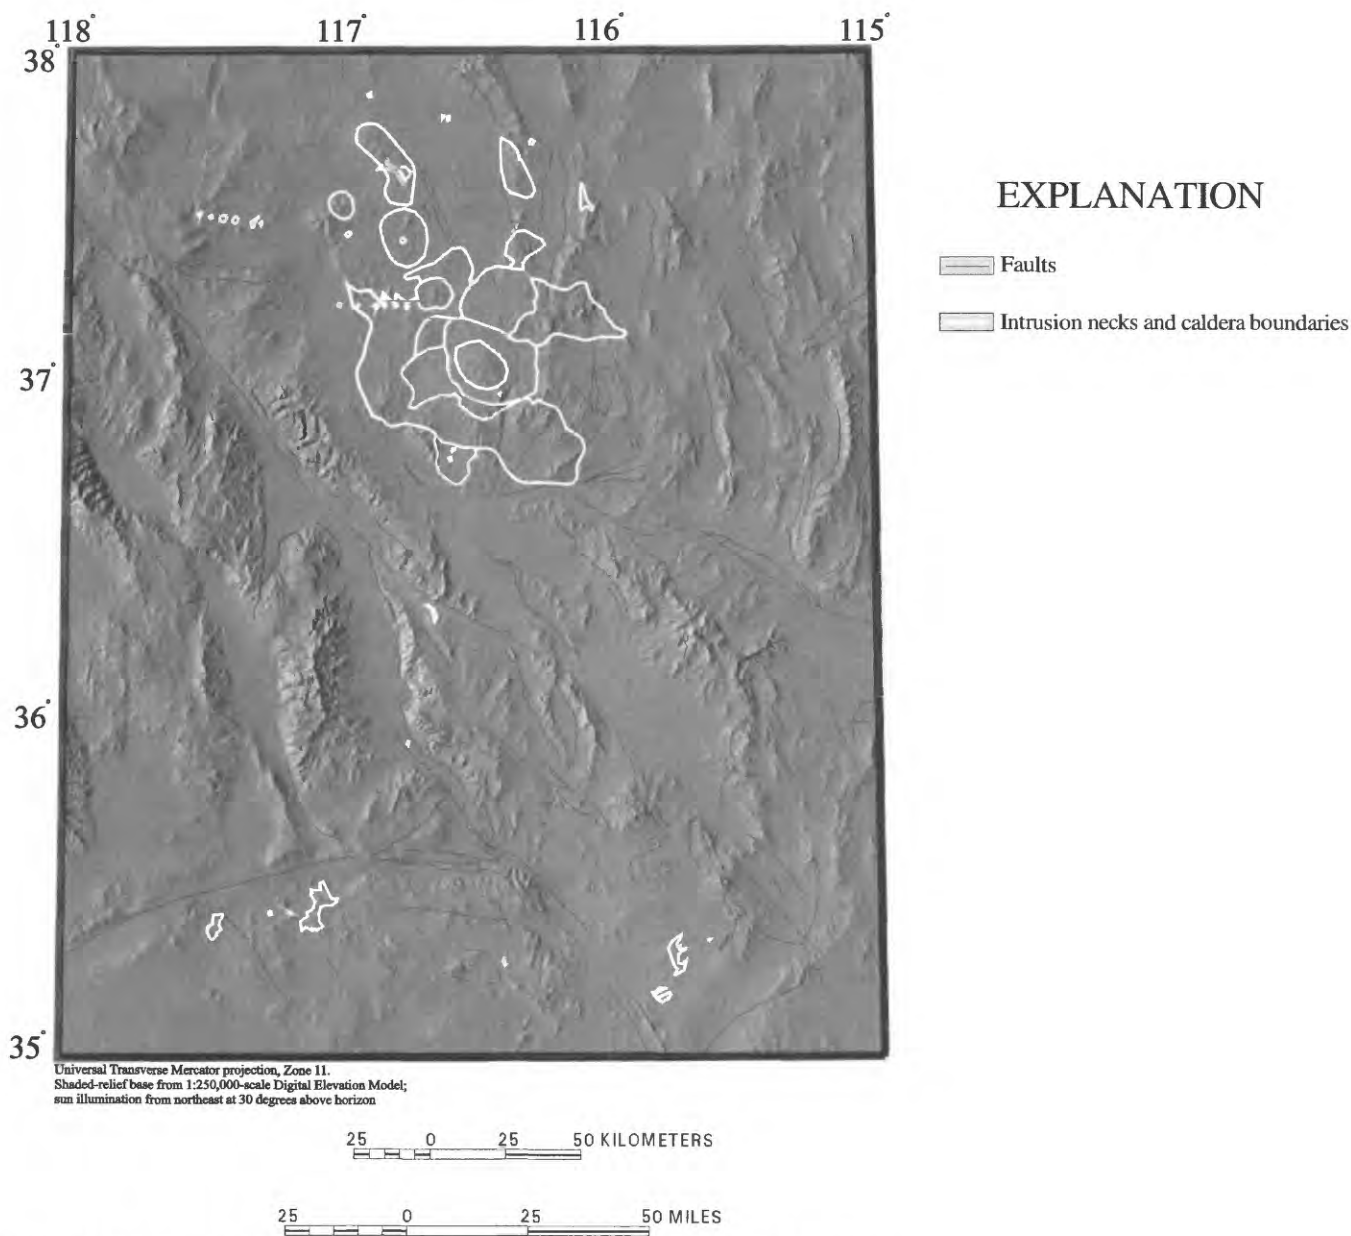 118° 117° 116° 115°
38°
37°
36°
35°
EXPLANATION
Faults
Intrusion necks and caldera boundaries
Universal Transverse Mercator projection, Zone 11.
Shaded-relief base from 1:250,000-scale Digital Elevation Model;
sun illumination from northeast at 30 degrees above horizon
25 0 25 50 KILOMETERS
25 0 25 50 MILES